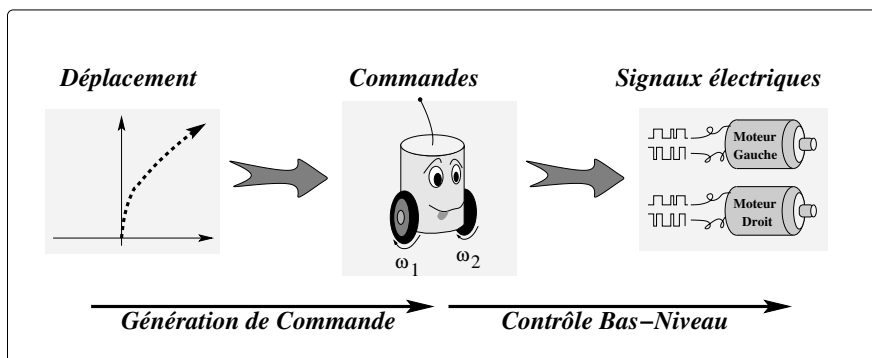 Déplacement
Commandes
Signaux électriques
Moteur
Gauche
Moteur
Droit
ω1
ω2
Génération de Commande
Contrôle Bas−Niveau